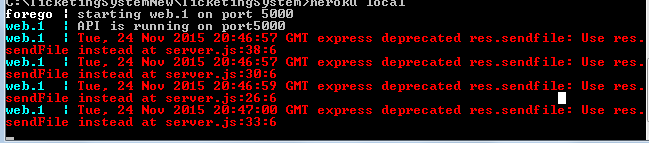 C:\TicketingSystemNew\TicketingSystem>heroku local
forego | starting web.1 on port 5000
web.1  | API is running on port5000
web.1  | Tue, 24 Nov 2015 20:46:57 GMT express deprecated res.sendfile: Use res.
sendFile instead at server.js:38:6
web.1  | Tue, 24 Nov 2015 20:46:57 GMT express deprecated res.sendfile: Use res.
sendFile instead at server.js:30:6
web.1  | Tue, 24 Nov 2015 20:46:59 GMT express deprecated res.sendfile: Use res.
sendFile instead at server.js:26:6
web.1  | Tue, 24 Nov 2015 20:47:00 GMT express deprecated res.sendfile: Use res.
sendFile instead at server.js:33:6